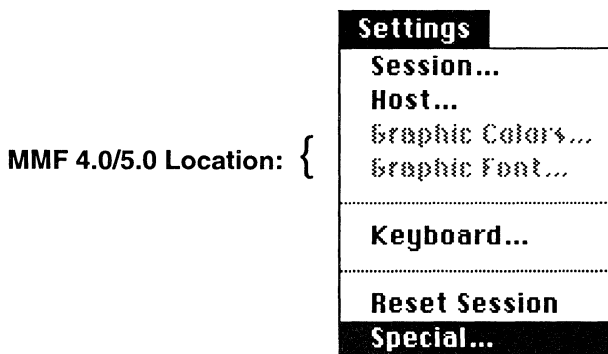 Settings
Session...
Host...
Graphic Colors...
MMF 4.0/5.0 Location: {
Graphic Font...
Keyboard...
Reset Session
Special...